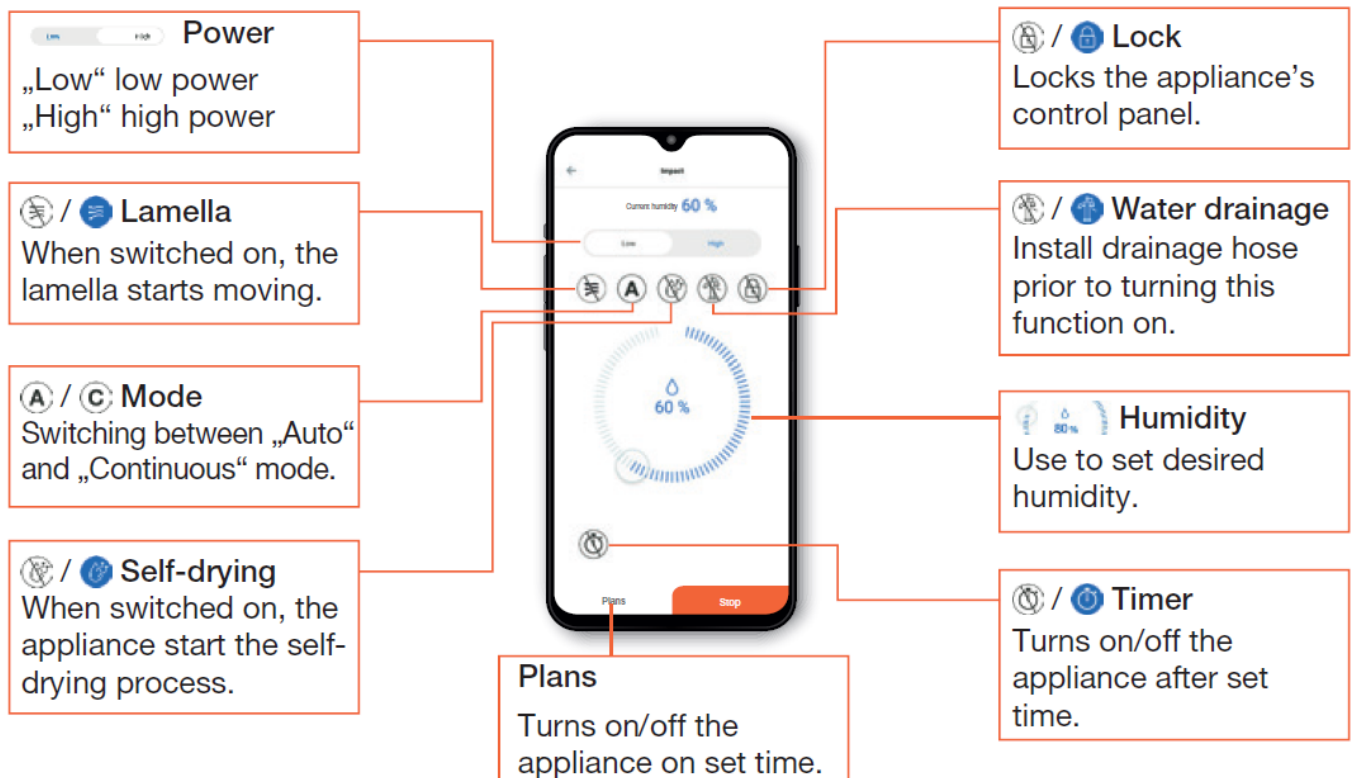 Low High Power
„Low“ low power
„High“ high power
/ Lamella
When switched on, the
lamella starts moving.
A / C Mode
Switching between „Auto“
and „Continuous“ mode.
/ Self-drying
When switched on, the
appliance start the self-
drying process.
Impact
Current humidity 60 %
Low High
A
60 %
Plans Stop
Plans
Turns on/off the
appliance on set time.
/ Lock
Locks the appliance’s
control panel.
/ Water drainage
Install drainage hose
prior to turning this
function on.
80 % Humidity
Use to set desired
humidity.
/ Timer
Turns on/off the
appliance after set
time.